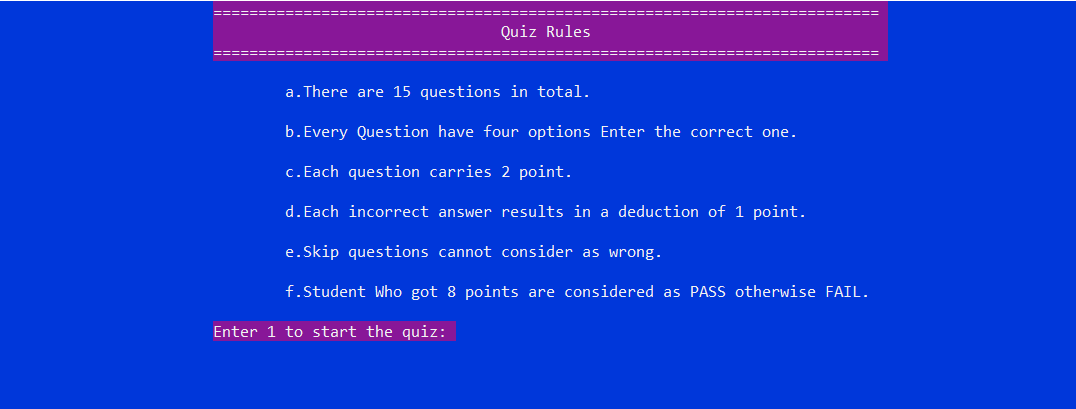 ==========================================================================
Quiz Rules
==========================================================================
a.There are 15 questions in total.
b.Every Question have four options Enter the correct one.
c.Each question carries 2 point.
d.Each incorrect answer results in a deduction of 1 point.
e.Skip questions cannot consider as wrong.
f.Student Who got 8 points are considered as PASS otherwise FAIL.
Enter 1 to start the quiz: